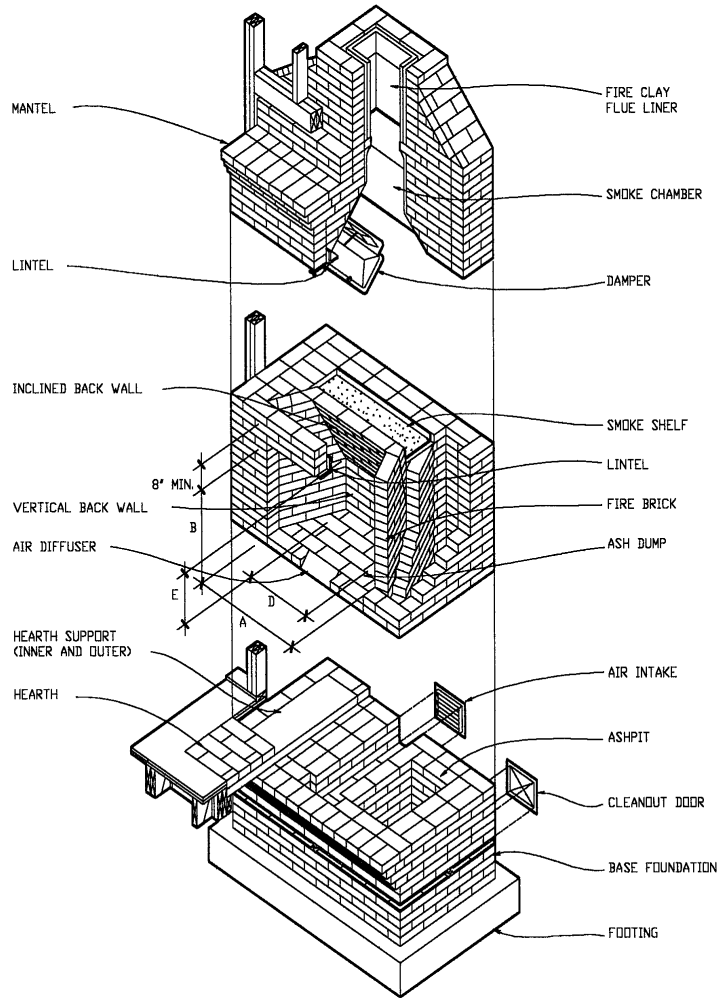 FIRE CLAY
FLUE LINER
MANTEL
SMOKE CHAMBER
LINTEL
DAMPER
INCLINED BACK WALL
SMOKE SHELF
LINTEL
8" MIN.
FIRE BRICK
VERTICAL BACK WALL
B
AIR DIFFUSER
ASH DUMP
E
D
A
HEARTH SUPPORT
(INNER AND OUTER)
AIR INTAKE
HEARTH
ASHPIT
CLEANOUT DOOR
BASE FOUNDATION
FOOTING